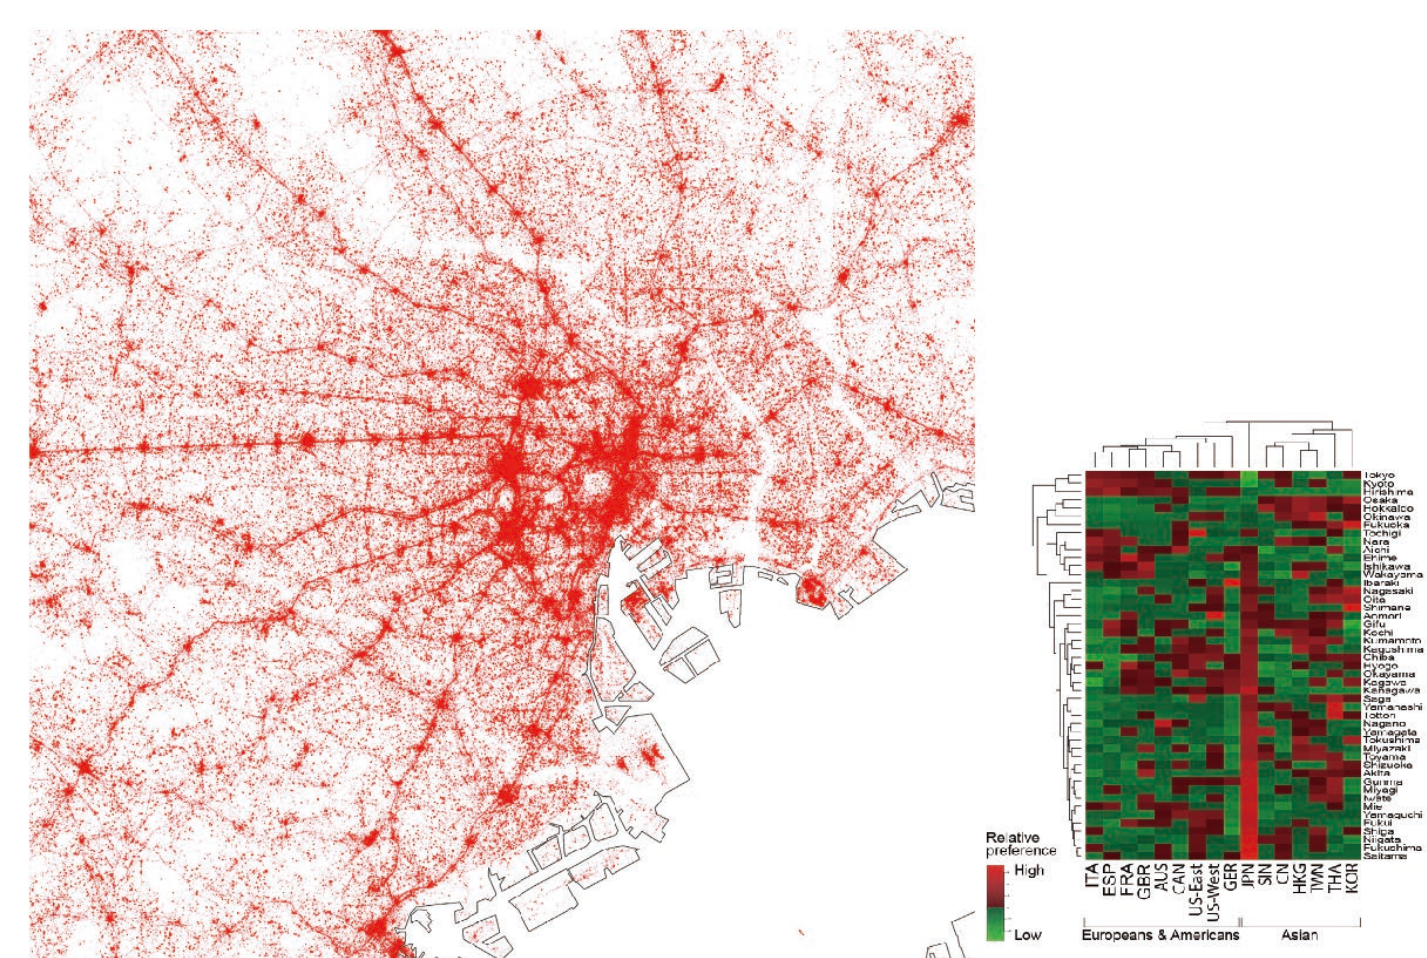 Tokyo
Kyoto
Hirishima
Osaka
Hokkaido
Okinawa
Fukuoka
Tochigi
Nara
Aichi
Ehime
Ishikawa
Wakayama
Ibaraki
Nagasaki
Oita
Shimane
Aomori
Gifu
Kochi
Kumamoto
Kagoshima
Chiba
Hyogo
Okayama
Kagawa
Kanagawa
Saga
Yamanashi
Tottori
Nagano
Yamagata
Tokushima
Miyazaki
Toyama
Shizuoka
Akita
Gunma
Miyagi
Iwate
Mie
Yamaguchi
Fukui
Shiga
Niigata
Fukushima
Saitama
Relative
preference
High
Low
ITA
ESP
FRA
GBR
AUS
CAN
US-East
US-West
GER
JPN
SIN
CN
HKG
TWN
THA
KOR
Europeans & Americans
Asian